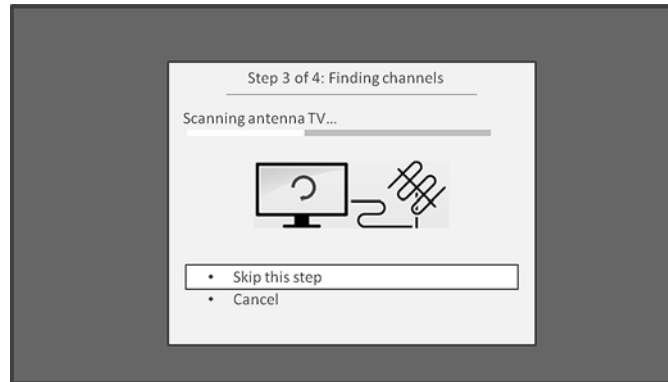 Step 3 of 4: Finding channels
Scanning antenna TV...
• Skip this step
• Cancel